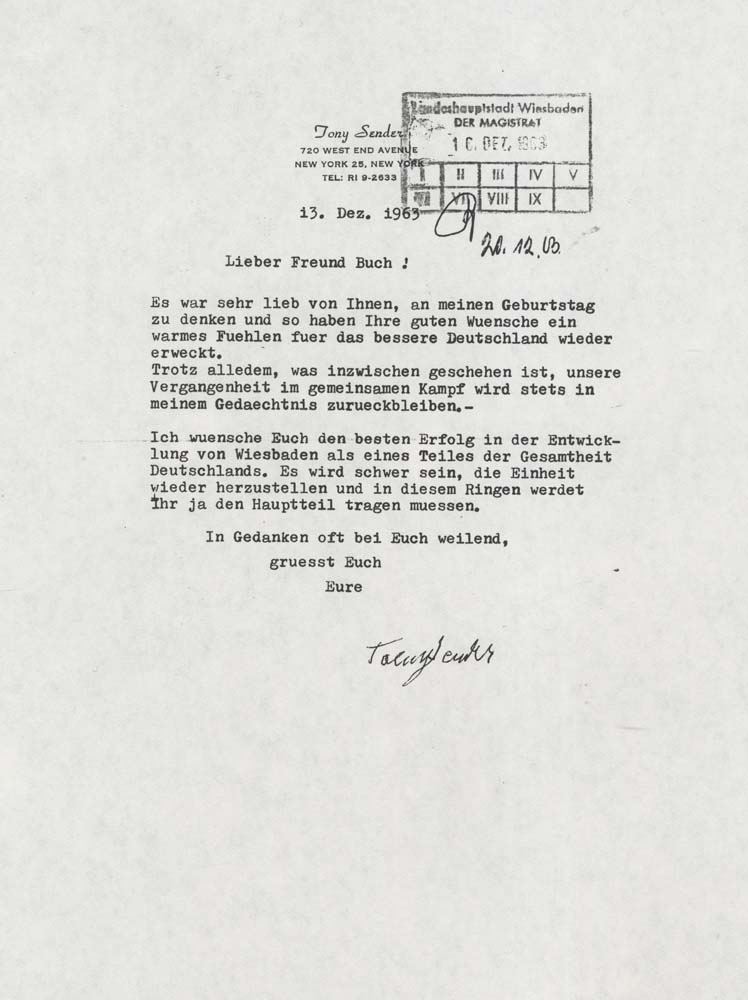 Landeshauptstadt Wiesbaden
DER MAGISTRAT
Tony Sender
720 WEST END AVENUE
NEW YORK 25, NEW YORK
TEL: RI 9-2633
DEZ. 1963
I II III IV V
VII VIII IX
i3. Dez. i963
20. 12.
Lieber Freund Buch !
Es war sehr lieb von Ihnen, an meinen Geburtstag
zu denken und so haben Ihre guten Wuensche ein
warmes Fuehlen fuer das bessere Deutschland wieder
erweckt.
Trotz alledem, was inzwischen geschehen ist, unsere
Vergangenheit im gemeinsamen Kampf wird stets in
meinem Gedaechtnis zurueckbleiben.-
Ich wuensche Euch den besten Erfolg in der Entwick-
lung von Wiesbaden als eines Teiles der Gesamtheit
Deutschlands. Es wird schwer sein, die Einheit
wieder herzustellen und in diesem Ringen werdet
Ihr ja den Hauptteil tragen muessen.
In Gedanken oft bei Euch weilend,
gruesst Euch
Eure
Tony Sender